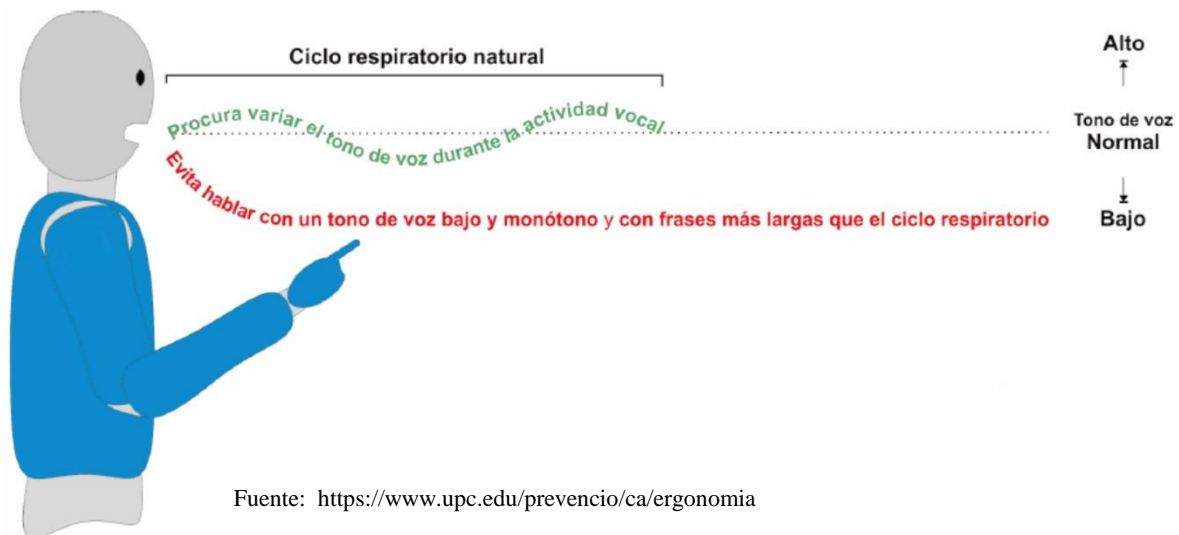 Ciclo respiratorio natural
Alto
Procura variar el tono de voz durante la actividad vocal
Tono de voz
Normal
Evita hablar con un tono de voz bajo y monótono y con frases más largas que el ciclo respiratorio
Bajo
Fuente: https://www.upc.edu/prevencio/ca/ergonomia